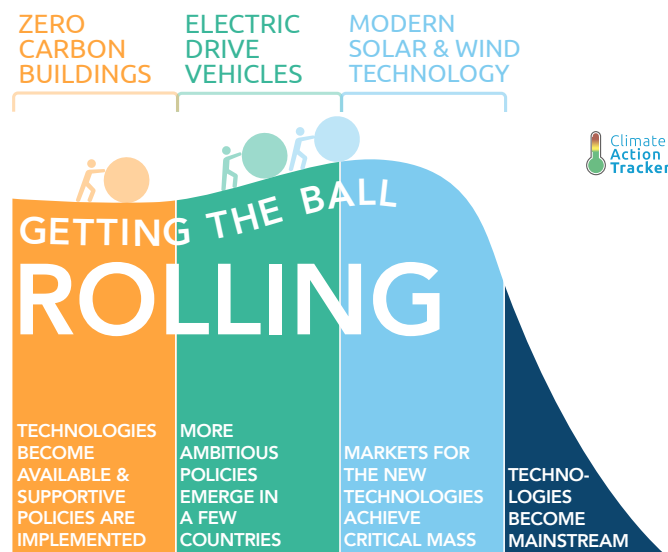 ZERO
CARBON
BUILDINGS
ELECTRIC
DRIVE
VEHICLES
MODERN
SOLAR & WIND
TECHNOLOGY
Climate
Action
Tracker
GETTING THE BALL
ROLLING
TECHNOLOGIES
BECOME
AVAILABLE &
SUPPORTIVE
POLICIES ARE
IMPLEMENTED
MORE
AMBITIOUS
POLICIES
EMERGE IN
A FEW
COUNTRIES
MARKETS FOR
THE NEW
TECHNOLOGIES
ACHIEVE
CRITICAL MASS
TECHNO-
LOGIES
BECOME
MAINSTREAM